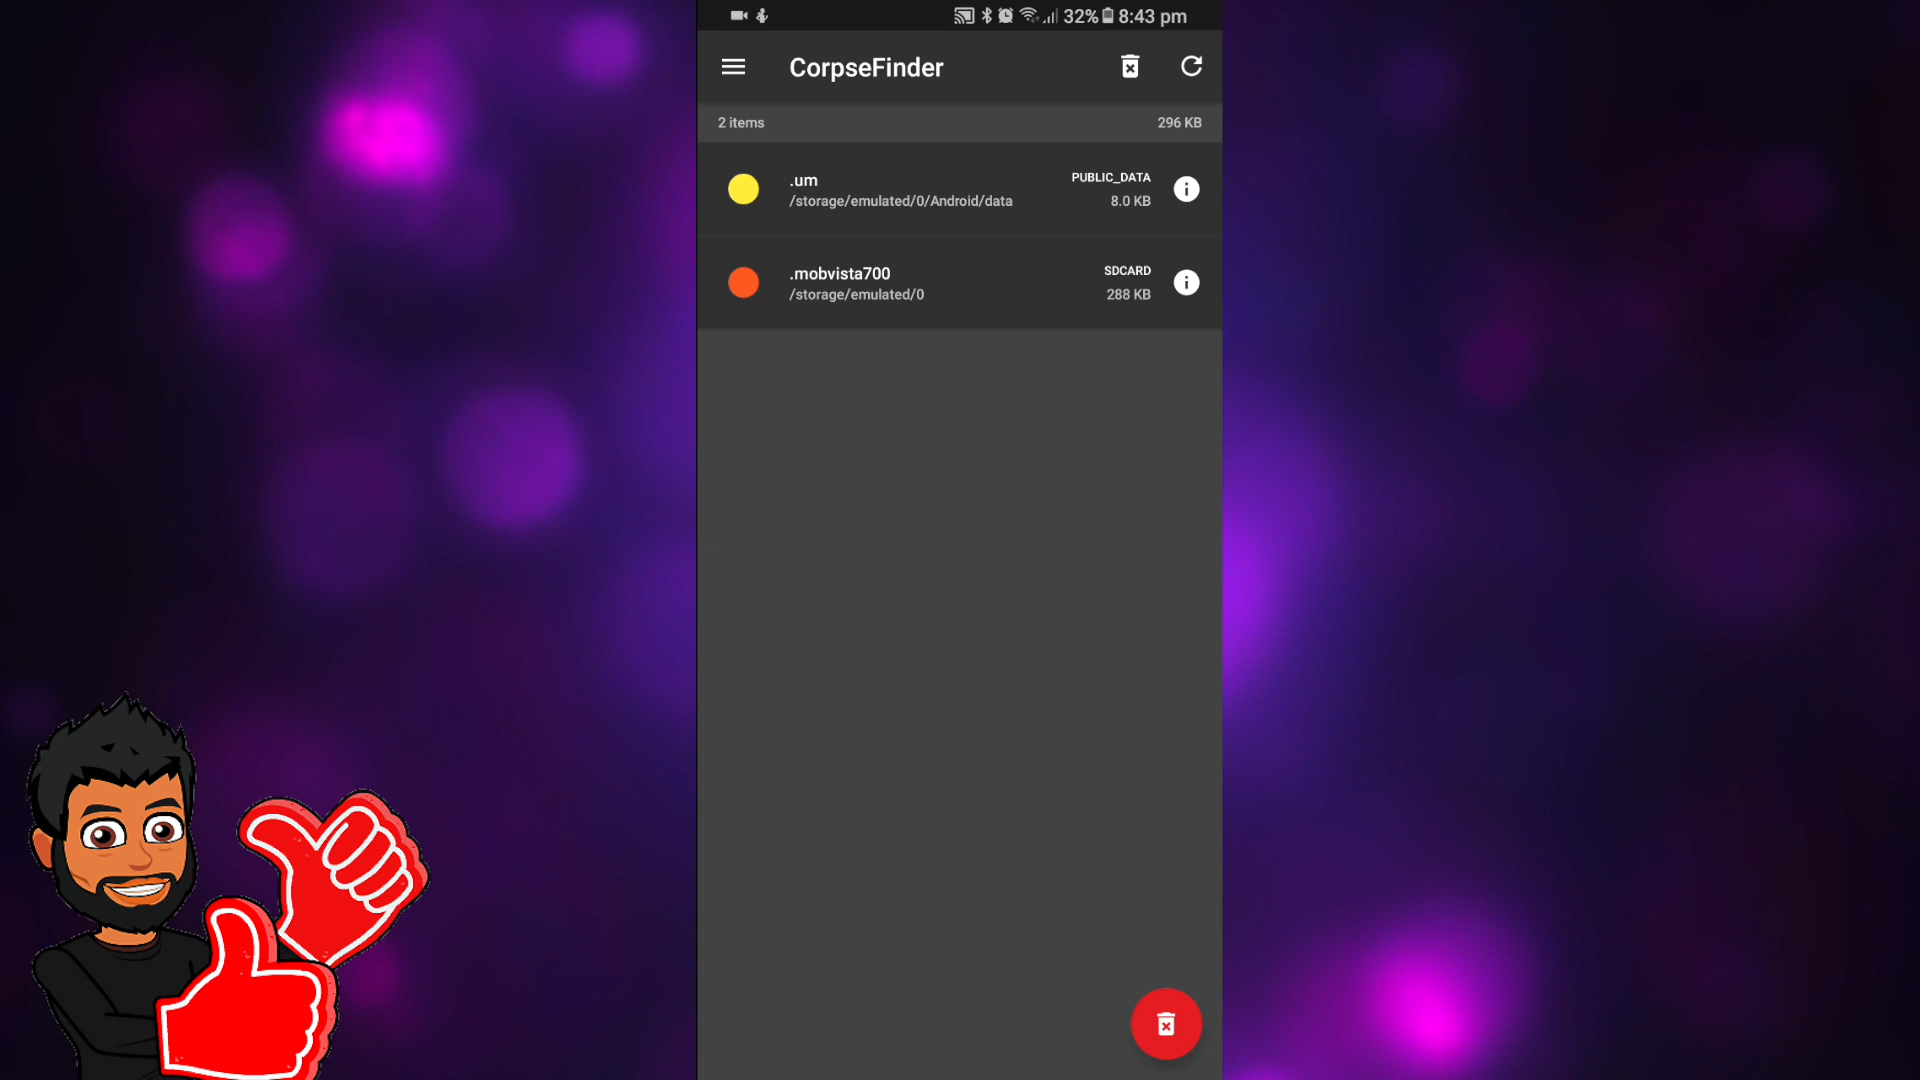 32% 8:43 pm
CorpseFinder
2 items 296 KB
.um PUBLIC_DATA
/storage/emulated/0/Android/data 8.0 KB
.mobvista700 SDCARD
/storage/emulated/0 288 KB